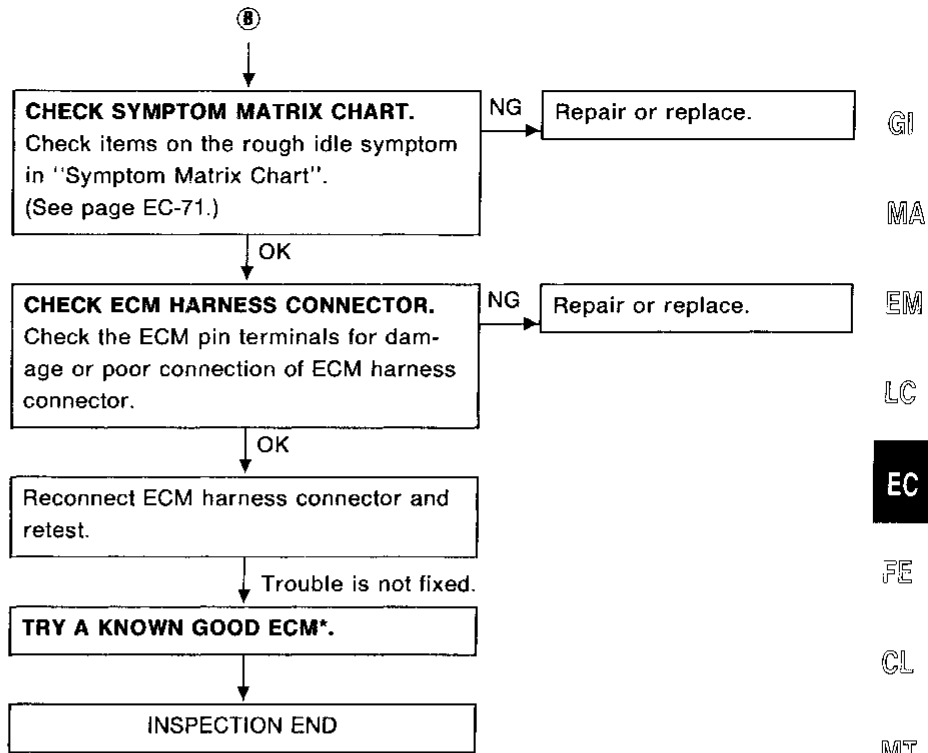 B
CHECK SYMPTOM MATRIX CHART.
Check items on the rough idle symptom
in "Symptom Matrix Chart".
(See page EC-71.)
NG
Repair or replace.
OK
CHECK ECM HARNESS CONNECTOR.
Check the ECM pin terminals for dam-
age or poor connection of ECM harness
connector.
NG
Repair or replace.
OK
Reconnect ECM harness connector and
retest.
Trouble is not fixed.
TRY A KNOWN GOOD ECM*.
INSPECTION END
GI
MA
EM
LC
EC
FE
CL
MT